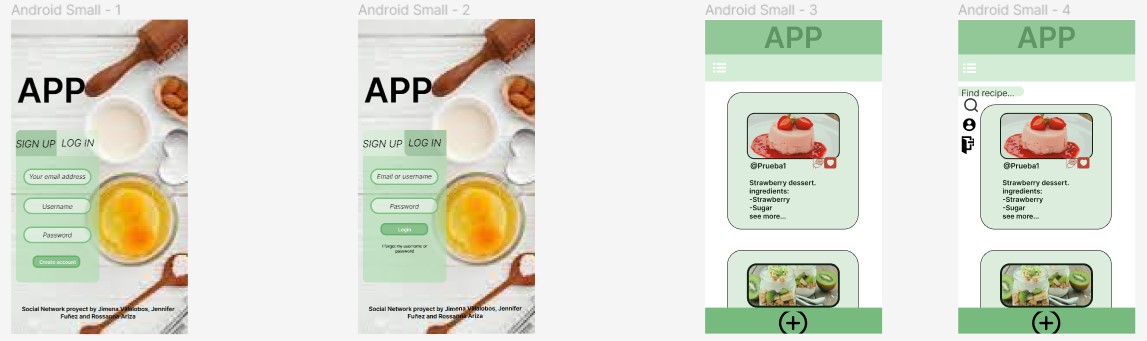 Android Small - 1
APP
SIGN UP LOG IN
Your email address
Username
Password
Create account
Social Network proyect by Jimena Villalobos, Jennifer
Fuñez and Rossanna Ariza
Android Small - 2
APP
SIGN UP LOG IN
Email or username
Password
Login
I forgot my username or
password
Social Network proyect by Jimena Villalobos, Jennifer
Fuñez and Rossanna Ariza
Android Small - 3
APP
@Prueba1
Strawberry dessert.
ingredients:
-Strawberry
-Sugar
see more...
Android Small - 4
APP
Find recipe...
@Prueba1
Strawberry dessert.
ingredients:
-Strawberry
-Sugar
see more...